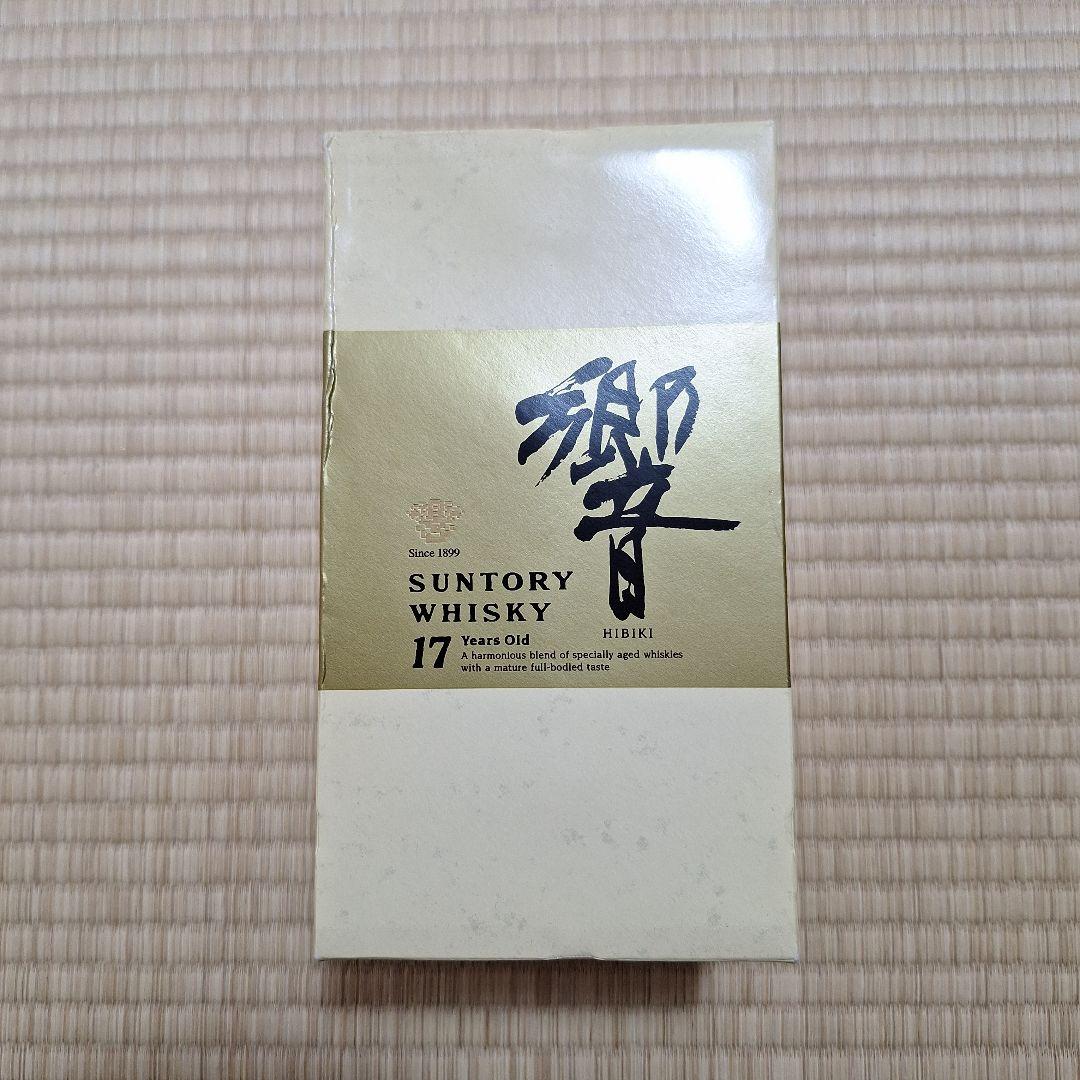 響
HIBIKI
Since 1899
SUNTORY
WHISKY
17 Years Old
A harmonious blend of specially aged whiskies
with a mature full-bodied taste